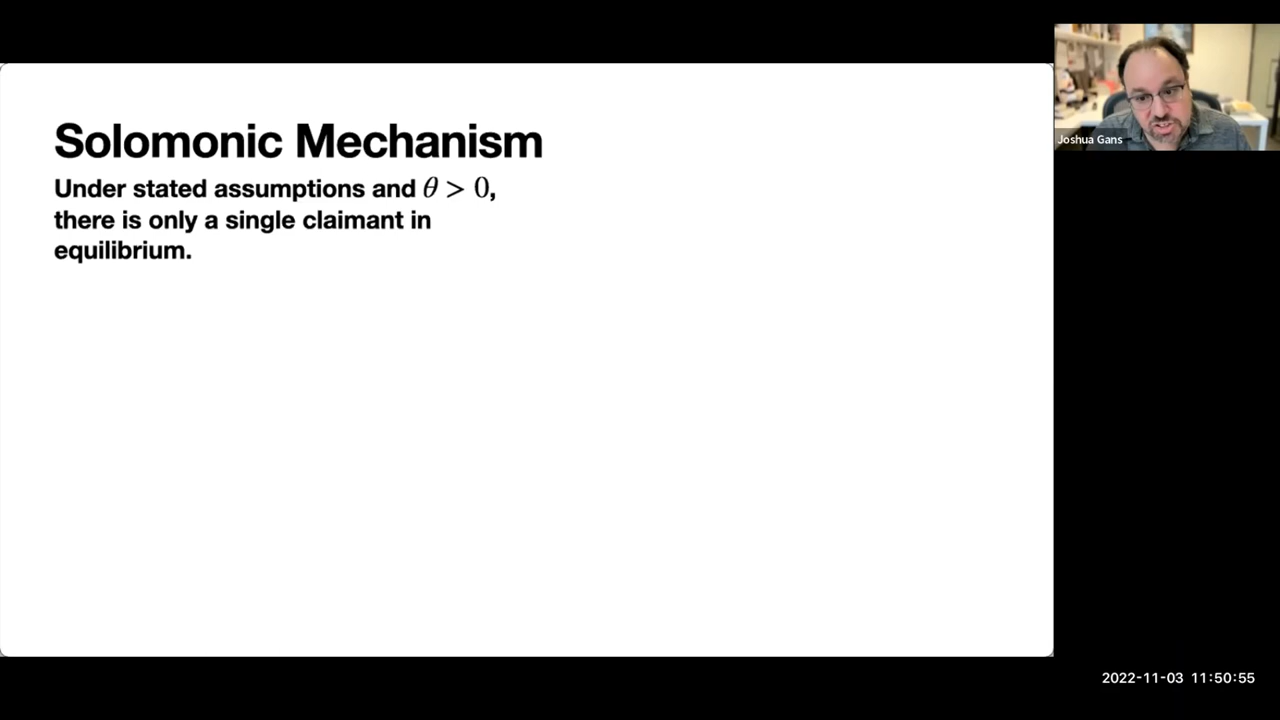 Solomonic Mechanism
Under stated assumptions and θ > 0,
there is only a single claimant in
equilibrium.
Joshua Gans
2022-11-03 11:50:55